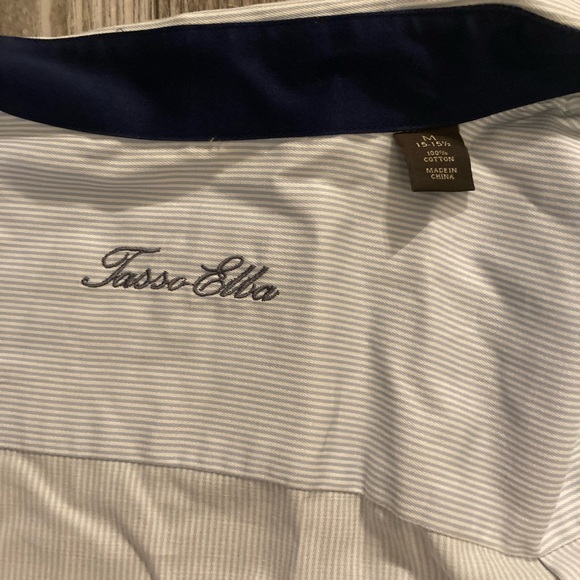 M
15-15½
100%
COTTON
MADE IN
CHINA
Tasso Elba